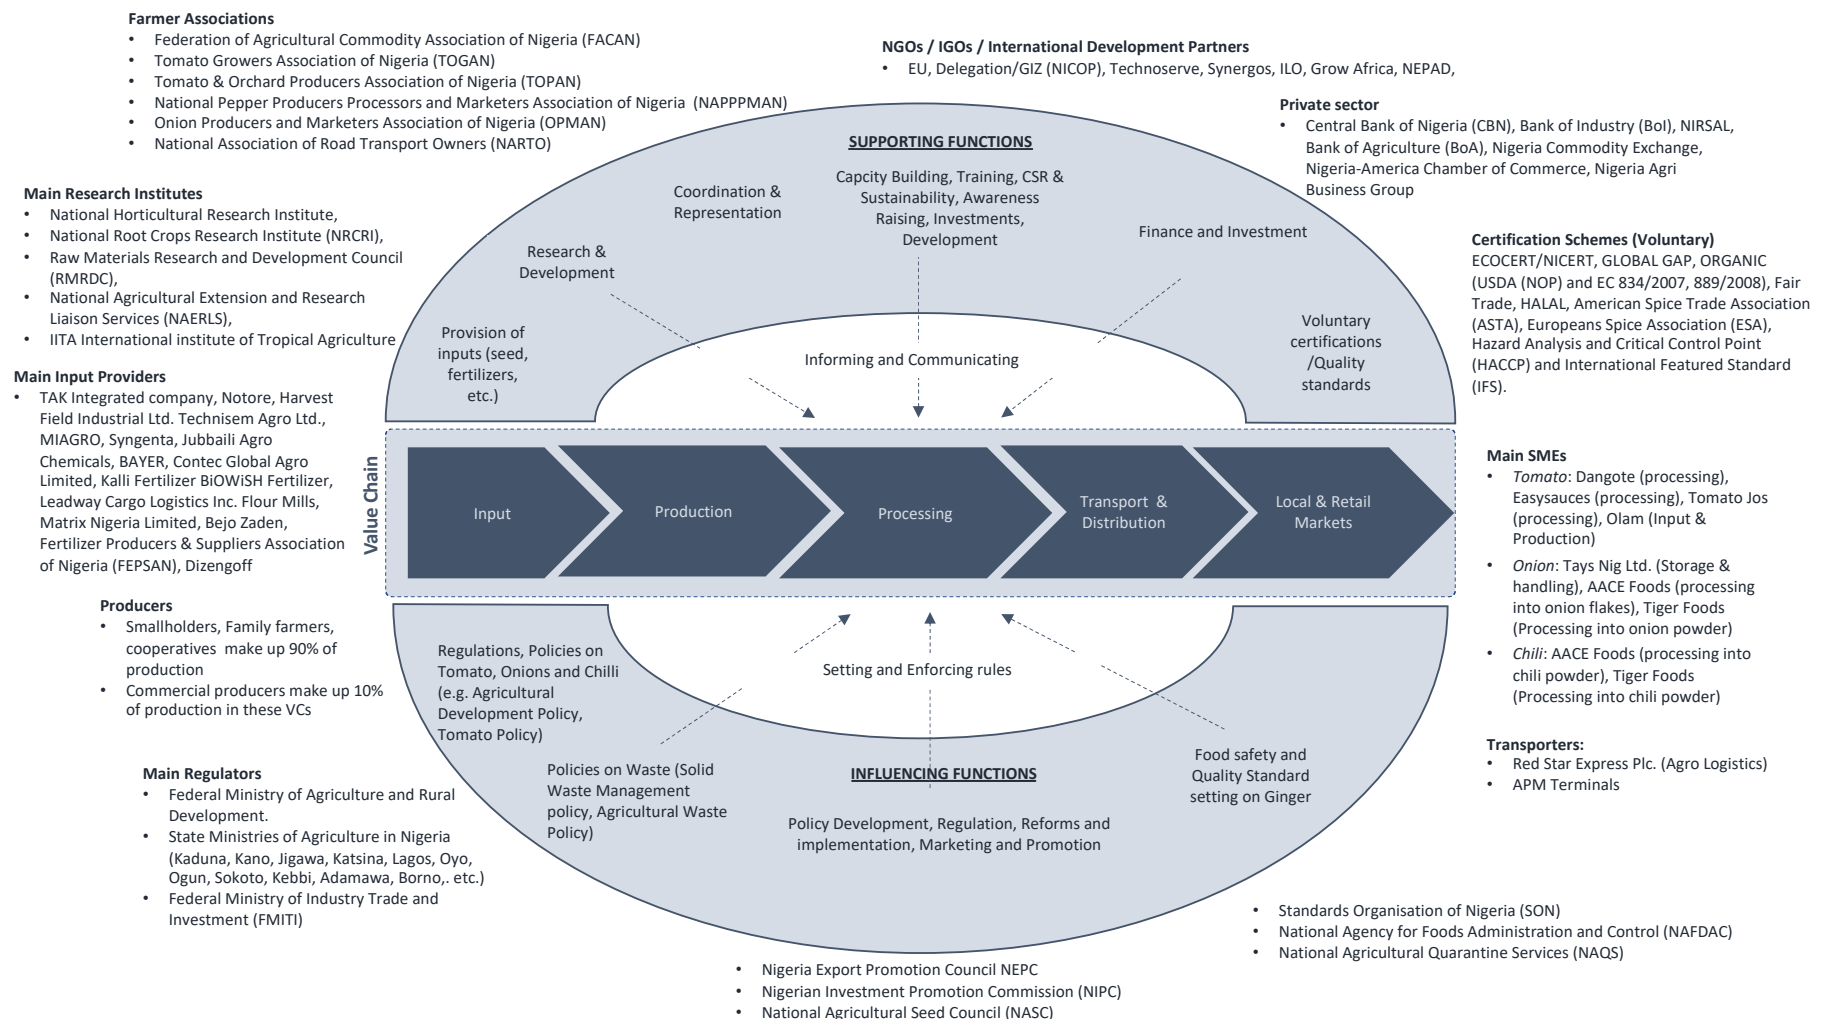 Farmer Associations
• Federation of Agricultural Commodity Association of Nigeria (FACAN)
• Tomato Growers Association of Nigeria (TOGAN)
• Tomato & Orchard Producers Association of Nigeria (TOPAN)
• National Pepper Producers Processors and Marketers Association of Nigeria (NAPPPMAN)
• Onion Producers and Marketers Association of Nigeria (OPMAN)
• National Association of Road Transport Owners (NARTO)
NGOs / IGOs / International Development Partners
• EU, Delegation/GIZ (NICOP), Technoserve, Synergos, ILO, Grow Africa, NEPAD,
Private sector
• Central Bank of Nigeria (CBN), Bank of Industry (BoI), NIRSAL,
Bank of Agriculture (BoA), Nigeria Commodity Exchange,
Nigeria-America Chamber of Commerce, Nigeria Agri
Business Group
Main Research Institutes
• National Horticultural Research Institute,
• National Root Crops Research Institute (NRCRI),
• Raw Materials Research and Development Council
(RMRDC),
• National Agricultural Extension and Research
Liaison Services (NAERLS),
• IITA International institute of Tropical Agriculture
SUPPORTING FUNCTIONS
Coordination &
Representation
Capcity Building, Training, CSR &
Sustainability, Awareness
Raising, Investments,
Development
Research &
Development
Finance and Investment
Provision of
inputs (seed,
fertilizers,
etc.)
Voluntary
certifications
/Quality
standards
Informing and Communicating
Certification Schemes (Voluntary)
ECOCERT/NICERT, GLOBAL GAP, ORGANIC
(USDA (NOP) and EC 834/2007, 889/2008), Fair
Trade, HALAL, American Spice Trade Association
(ASTA), Europeans Spice Association (ESA),
Hazard Analysis and Critical Control Point
(HACCP) and International Featured Standard
(IFS).
Main Input Providers
• TAK Integrated company, Notore, Harvest
Field Industrial Ltd. Technisem Agro Ltd.,
MIAGRO, Syngenta, Jubbaili Agro
Chemicals, BAYER, Contec Global Agro
Limited, Kalli Fertilizer BiOWiSH Fertilizer,
Leadway Cargo Logistics Inc. Flour Mills,
Matrix Nigeria Limited, Bejo Zaden,
Fertilizer Producers & Suppliers Association
of Nigeria (FEPSAN), Dizengoff
Value Chain
Input
Production
Processing
Transport &
Distribution
Local & Retail
Markets
Main SMEs
• Tomato: Dangote (processing),
Easysauces (processing), Tomato Jos
(processing), Olam (Input &
Production)
• Onion: Tays Nig Ltd. (Storage &
handling), AACE Foods (processing
into onion flakes), Tiger Foods
(Processing into onion powder)
• Chili: AACE Foods (processing into
chili powder), Tiger Foods
(Processing into chili powder)
Producers
• Smallholders, Family farmers,
cooperatives make up 90% of
production
• Commercial producers make up 10%
of production in these VCs
Regulations, Policies on
Tomato, Onions and Chilli
(e.g. Agricultural
Development Policy,
Tomato Policy)
Setting and Enforcing rules
Policies on Waste (Solid
Waste Management
policy, Agricultural Waste
Policy)
INFLUENCING FUNCTIONS
Policy Development, Regulation, Reforms and
implementation, Marketing and Promotion
Food safety and
Quality Standard
setting on Ginger
Transporters:
• Red Star Express Plc. (Agro Logistics)
• APM Terminals
Main Regulators
• Federal Ministry of Agriculture and Rural
Development.
• State Ministries of Agriculture in Nigeria
(Kaduna, Kano, Jigawa, Katsina, Lagos, Oyo,
Ogun, Sokoto, Kebbi, Adamawa, Borno,. etc.)
• Federal Ministry of Industry Trade and
Investment (FMITI)
• Standards Organisation of Nigeria (SON)
• National Agency for Foods Administration and Control (NAFDAC)
• National Agricultural Quarantine Services (NAQS)
• Nigeria Export Promotion Council NEPC
• Nigerian Investment Promotion Commission (NIPC)
• National Agricultural Seed Council (NASC)